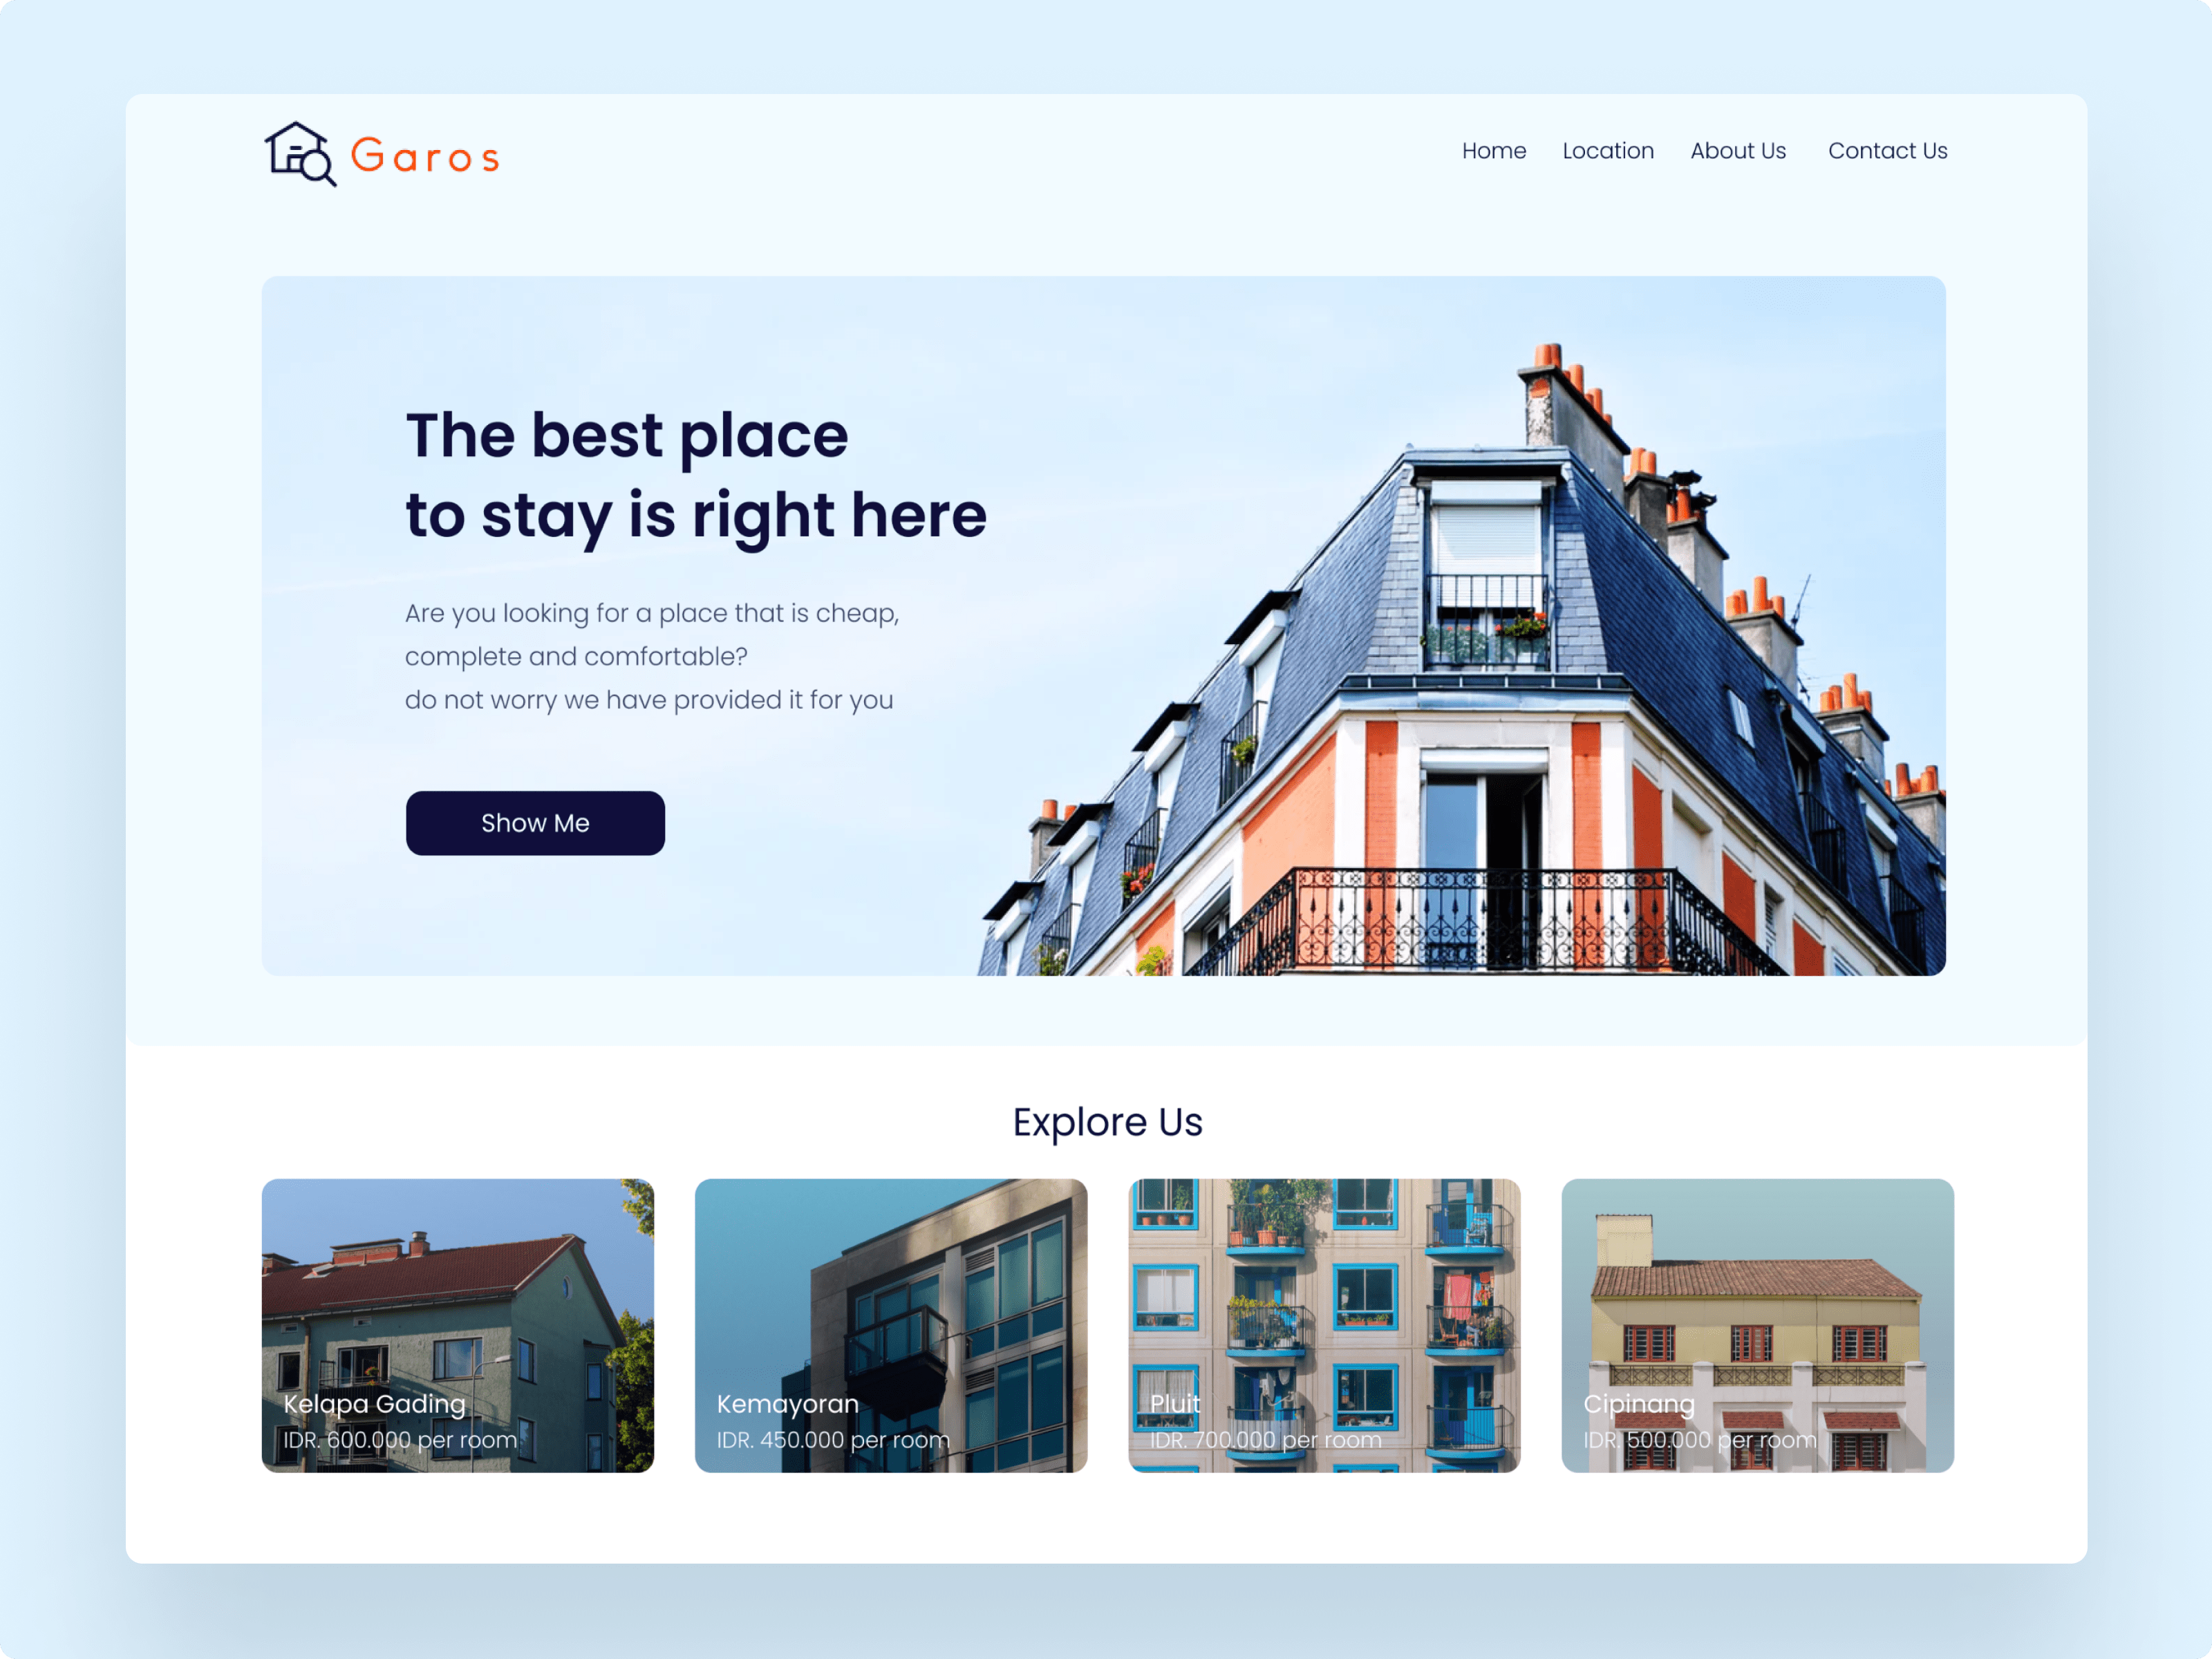 Garos
Home Location About Us Contact Us
The best place
to stay is right here
Are you looking for a place that is cheap,
complete and comfortable?
do not worry we have provided it for you
Show Me
Explore Us
Kelapa Gading
IDR. 600.000 per room
Kemayoran
IDR. 450.000 per room
Pluit
IDR. 700.000 per room
Cipinang
IDR. 500.000 per room